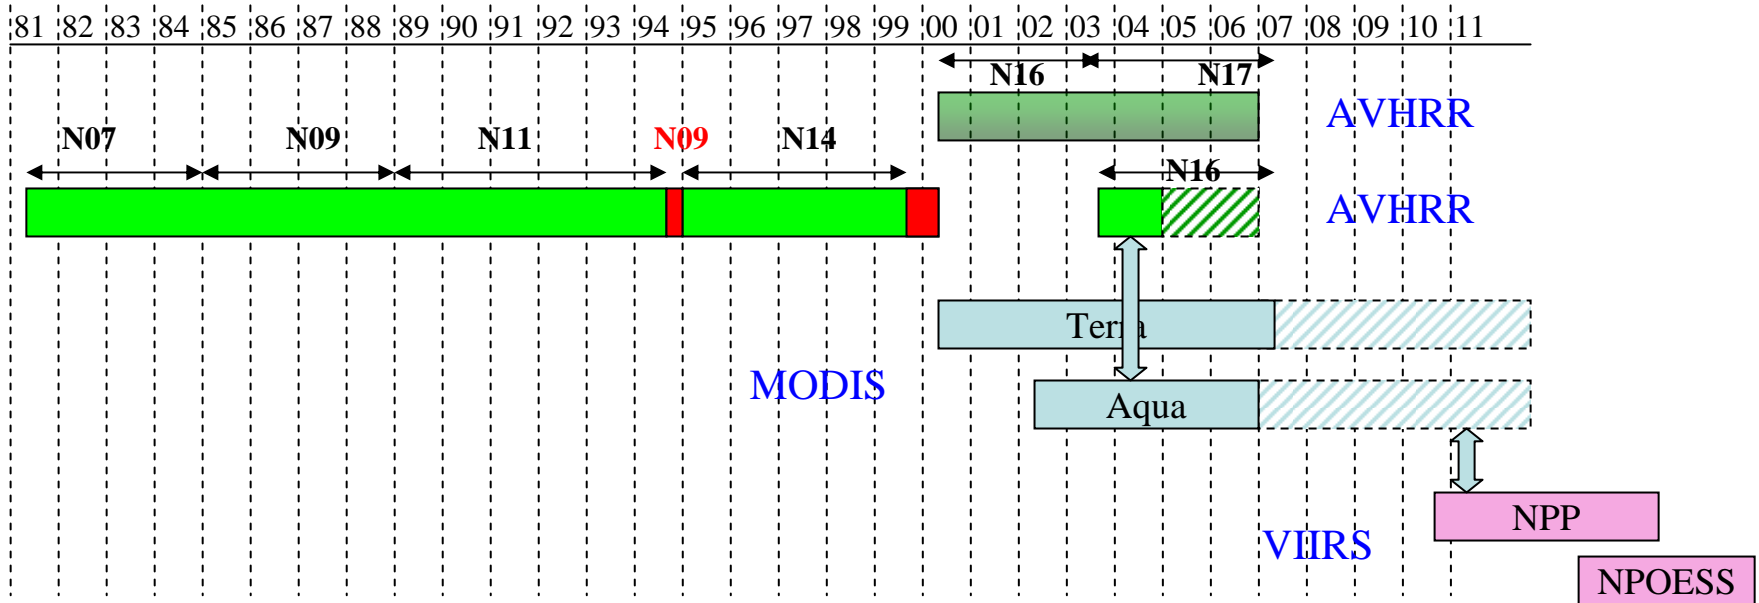 81 82 83 84 85 86 87 88 89 90 91 92 93 94 95 96 97 98 99 00 01 02 03 04 05 06 07 08 09 10 11
N16 N17
AVHRR
N07 N09 N11 N09 N14
N16
AVHRR
Terra
MODIS
Aqua
NPP
VIIRS
NPOESS